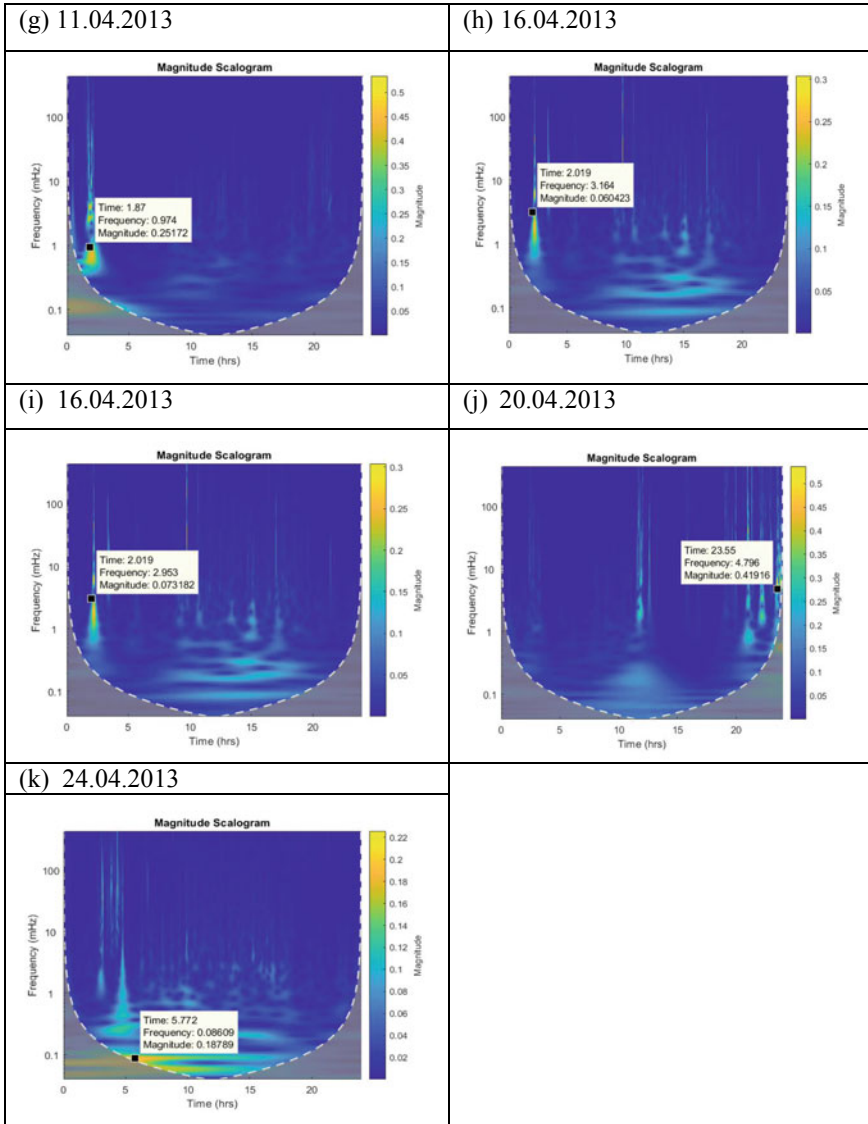 (g) 11.04.2013
(h) 16.04.2013
Magnitude Scalogram
100
10
1
0.1
Frequency (mHz)
Time: 1.87
Frequency: 0.974
Magnitude: 0.25172
0 5 10 15 20
Time (hrs)
0.5
0.45
0.4
0.35
0.3
0.25
0.2
0.15
0.1
0.05
Magnitude
Magnitude Scalogram
100
10
1
0.1
Frequency (mHz)
Time: 2.019
Frequency: 3.164
Magnitude: 0.060423
0 5 10 15 20
Time (hrs)
0.3
0.25
0.2
0.15
0.1
0.05
Magnitude
(i) 16.04.2013
(j) 20.04.2013
Magnitude Scalogram
100
10
1
0.1
Frequency (mHz)
Time: 2.019
Frequency: 2.953
Magnitude: 0.073182
0 5 10 15 20
Time (hrs)
0.3
0.25
0.2
0.15
0.1
0.05
Magnitude
Magnitude Scalogram
100
10
1
0.1
Frequency (mHz)
Time: 23.55
Frequency: 4.796
Magnitude: 0.41916
0 5 10 15 20
Time (hrs)
0.5
0.45
0.4
0.35
0.3
0.25
0.2
0.15
0.1
0.05
Magnitude
(k) 24.04.2013
Magnitude Scalogram
100
10
1
0.1
Frequency (mHz)
Time: 5.772
Frequency: 0.08609
Magnitude: 0.18789
0 5 10 15 20
Time (hrs)
0.22
0.2
0.18
0.16
0.14
0.12
0.1
0.08
0.06
0.04
0.02
Magnitude